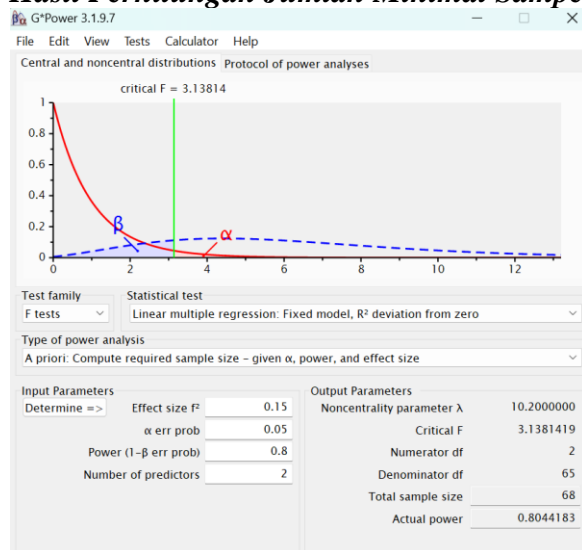 Hasil Perhitungan Jumlah Minimal Sampe
G*Power 3.1.9.7
File Edit View Tests Calculator Help
Central and noncentral distributions Protocol of power analyses
critical F = 3.13814
1
0.8
0.6
0.4
0.2
0
β
α
0 2 4 6 8 10 12
Test family Statistical test
F tests Linear multiple regression: Fixed model, R² deviation from zero
Type of power analysis
A priori: Compute required sample size – given α, power, and effect size
Input Parameters Output Parameters
Determine => Effect size f² 0.15 Noncentrality parameter λ 10.2000000
α err prob 0.05 Critical F 3.1381419
Power (1-β err prob) 0.8 Numerator df 2
Number of predictors 2 Denominator df 65
Total sample size 68
Actual power 0.8044183